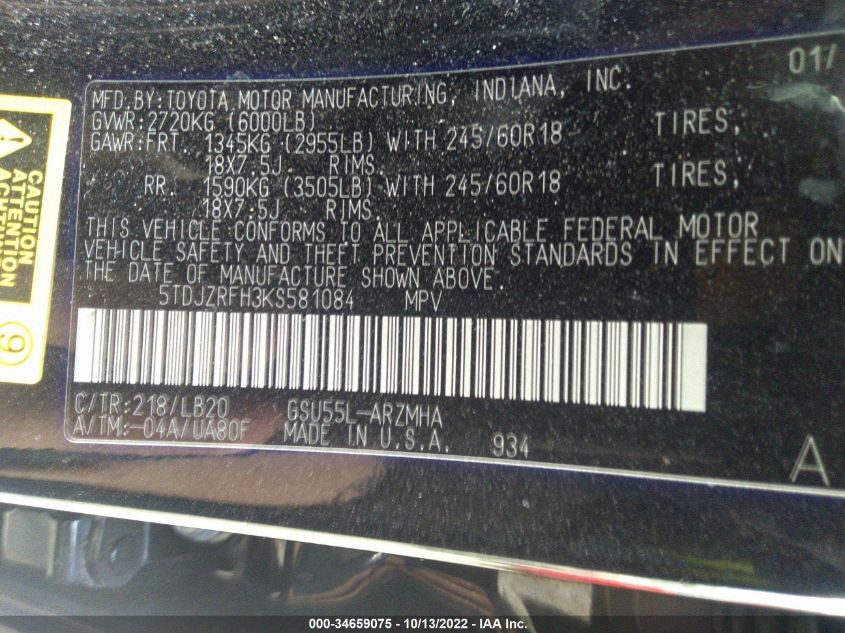 01/
MFD.BY:TOYOTA MOTOR MANUFACTURING, INDIANA, INC.
GVWR:2720KG (6000LB)
GAWR:FRT. 1345KG (2955LB) WITH 245/60R18 TIRES,
18X7.5J RIMS.
RR. 1590KG (3505LB) WITH 245/60R18 TIRES,
18X7.5J RIMS.
THIS VEHICLE CONFORMS TO ALL APPLICABLE FEDERAL MOTOR
VEHICLE SAFETY AND THEFT PREVENTION STANDARDS IN EFFECT ON
THE DATE OF MANUFACTURE SHOWN ABOVE.
5TDJZRFH3KS581084 MPV
C/TR:218/LB20 GSU55L-ARZMHA
A/TM:-04A/UA80F MADE IN U.S.A. 934
A
CAUTION
ATTENTION
ACHTUNG
9
000-34659075 - 10/13/2022 - IAA Inc.